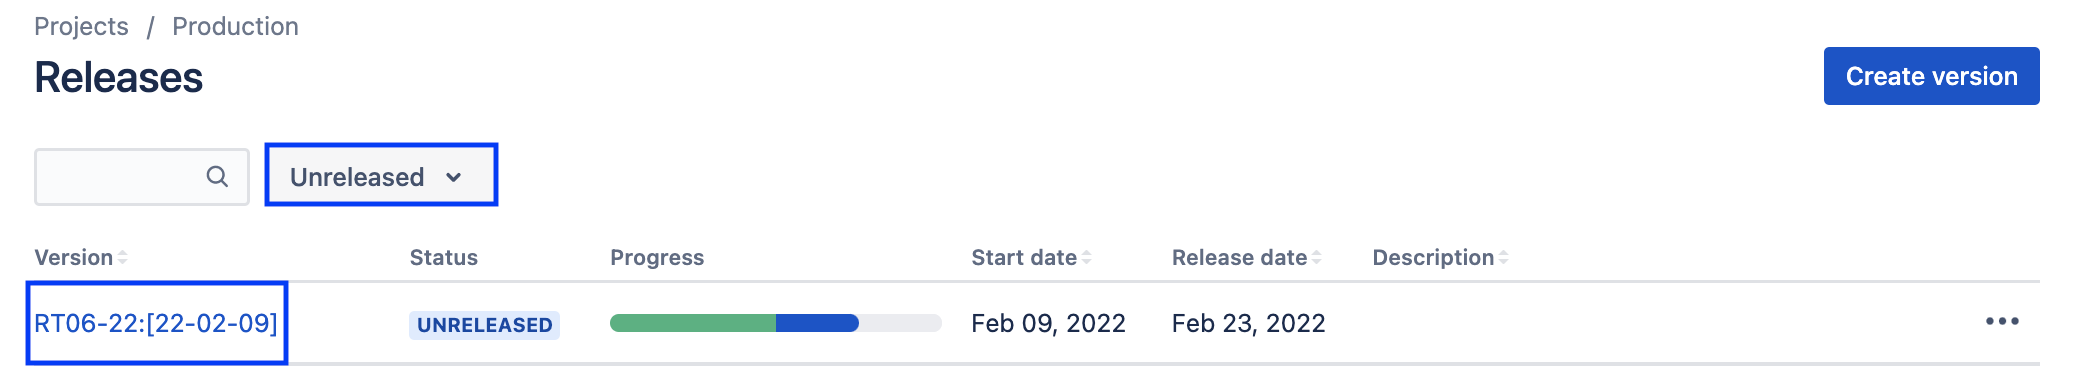 Projects / Production
Releases
Create version
Unreleased
Version Status Progress Start date Release date Description
RT06-22:[22-02-09] UNRELEASED Feb 09, 2022 Feb 23, 2022